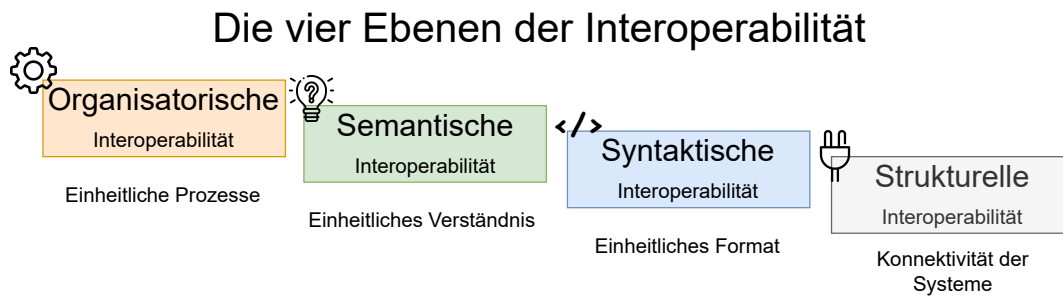 Die vier Ebenen der Interoperabilität
Organisatorische
Interoperabilität
Einheitliche Prozesse
?
Semantische
Interoperabilität
Einheitliches Verständnis
</>
Syntaktische
Interoperabilität
Einheitliches Format
Strukturelle
Interoperabilität
Konnektivität der
Systeme